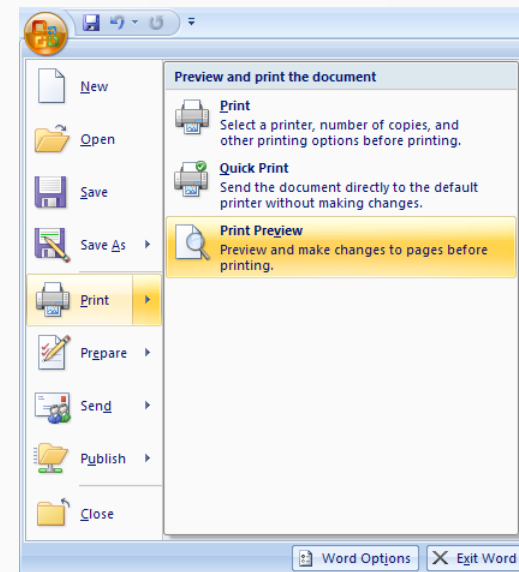 New
Open
Save
Save As
Print
Prepare
Send
Publish
Close
Preview and print the document
Print
Select a printer, number of copies, and
other printing options before printing.
Quick Print
Send the document directly to the default
printer without making changes.
Print Preview
Preview and make changes to pages before
printing.
Word Options
Exit Word